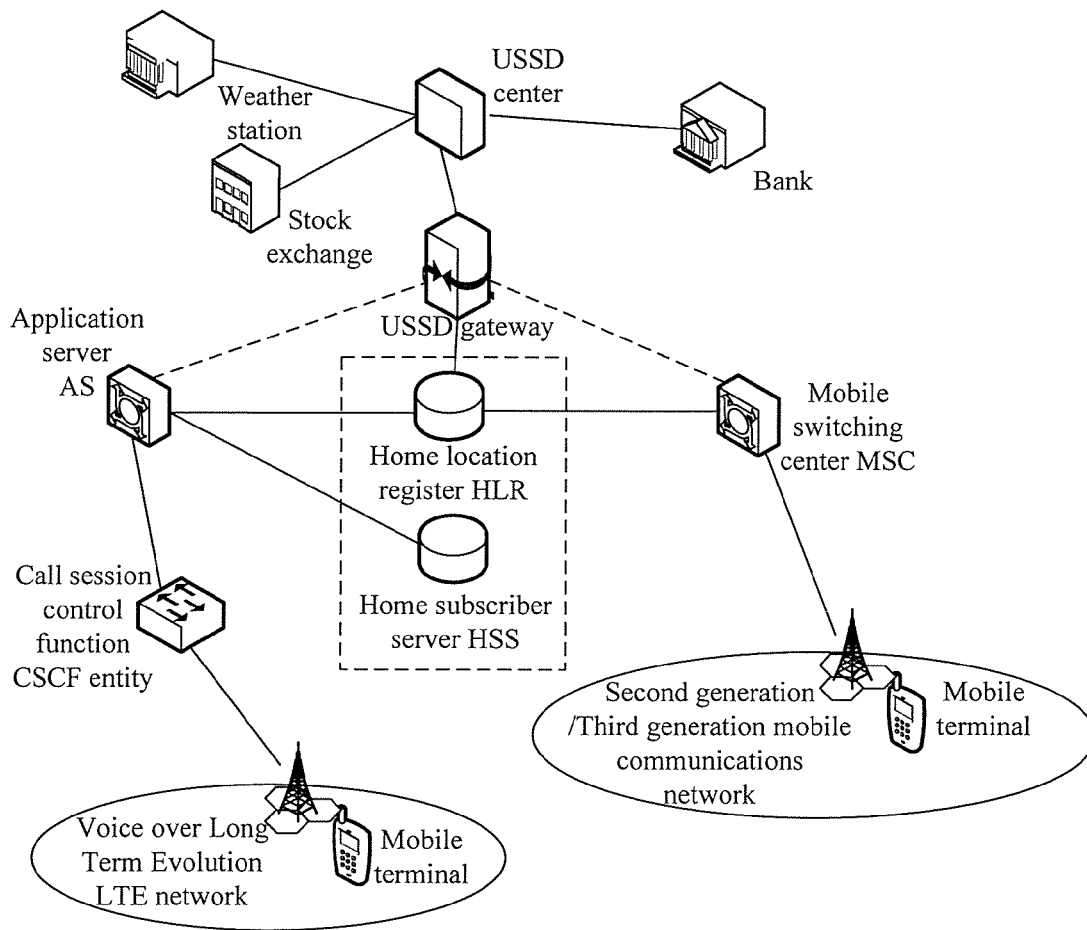 USSD
center
Weather
station
Bank
Stock
exchange
USSD gateway
Application
server
AS
Mobile
switching
center MSC
Home location
register HLR
Call session
control
function
CSCF entity
Home subscriber
server HSS
Second generation
/Third generation mobile
communications
network
Mobile
terminal
Voice over Long
Term Evolution
LTE network
Mobile
terminal